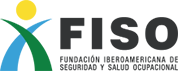 FISO
FUNDACIÓN IBEROAMERICANA DE
SEGURIDAD Y SALUD OCUPACIONAL